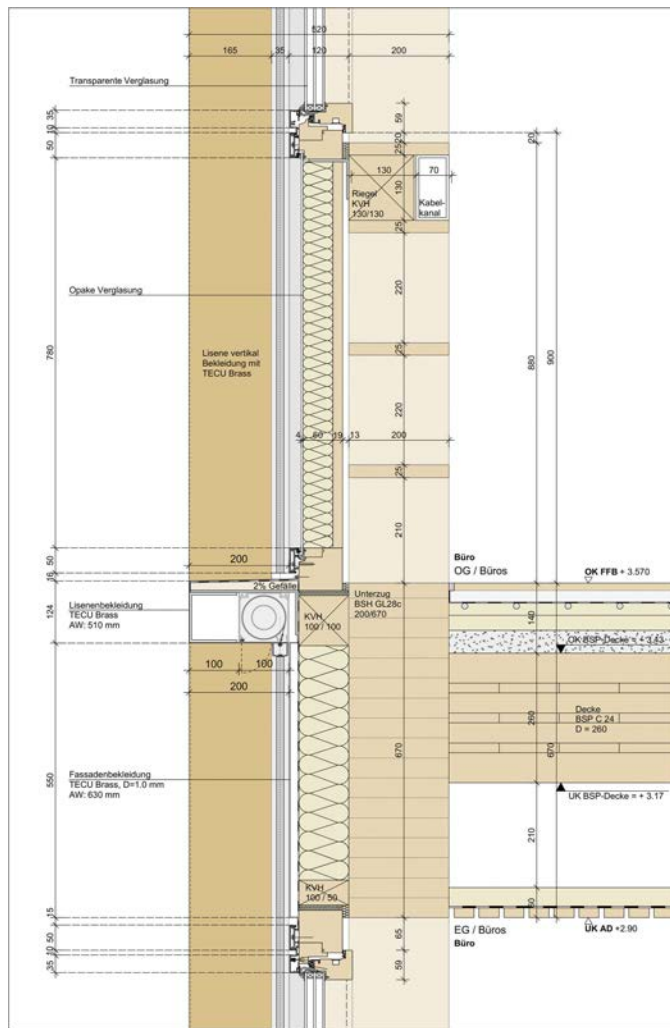 520
165
35
120
200
Transparente Verglasung
35
10
50
59
20
25
20
130
70
Riegel
KVH
130/130
130
Kabel-
kanal
25
220
Opake Verglasung
780
880
900
Lisene vertikal
Bekleidung mit
TECU Brass
25
220
4
60
19
13
200
25
210
50
15
200
2% Gefälle
Büro
OG / Büros
OK FFB + 3.570
124
Lisenenbekleidung
TECU Brass
AW: 510 mm
KVH
100 / 100
Unterzug
BSH GL28c
200/670
140
OK BSP-Decke = + 3.43
100
100
200
Decke
BSP C 24
D = 260
260
670
670
550
Fassadenbekleidung
TECU Brass, D=1.0 mm
AW: 630 mm
UK BSP-Decke = + 3.17
210
KVH
100 / 50
15
50
10
35
65
59
EG / Büros
Büro
UK AD +2.90